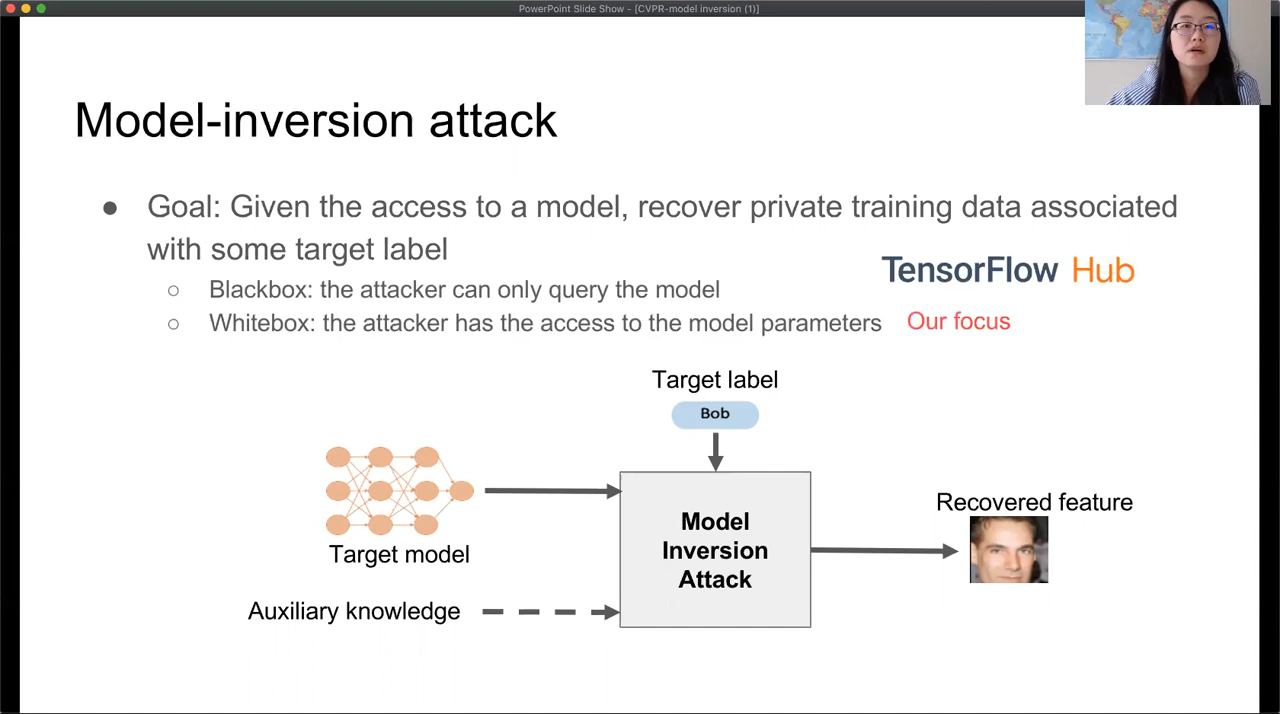 PowerPoint Slide Show - [CVPR-model inversion (1)]
Model-inversion attack
● Goal: Given the access to a model, recover private training data associated
with some target label
TensorFlow Hub
○ Blackbox: the attacker can only query the model
○ Whitebox: the attacker has the access to the model parameters Our focus
Target label
Bob
Target model
Model
Inversion
Attack
Recovered feature
Auxiliary knowledge